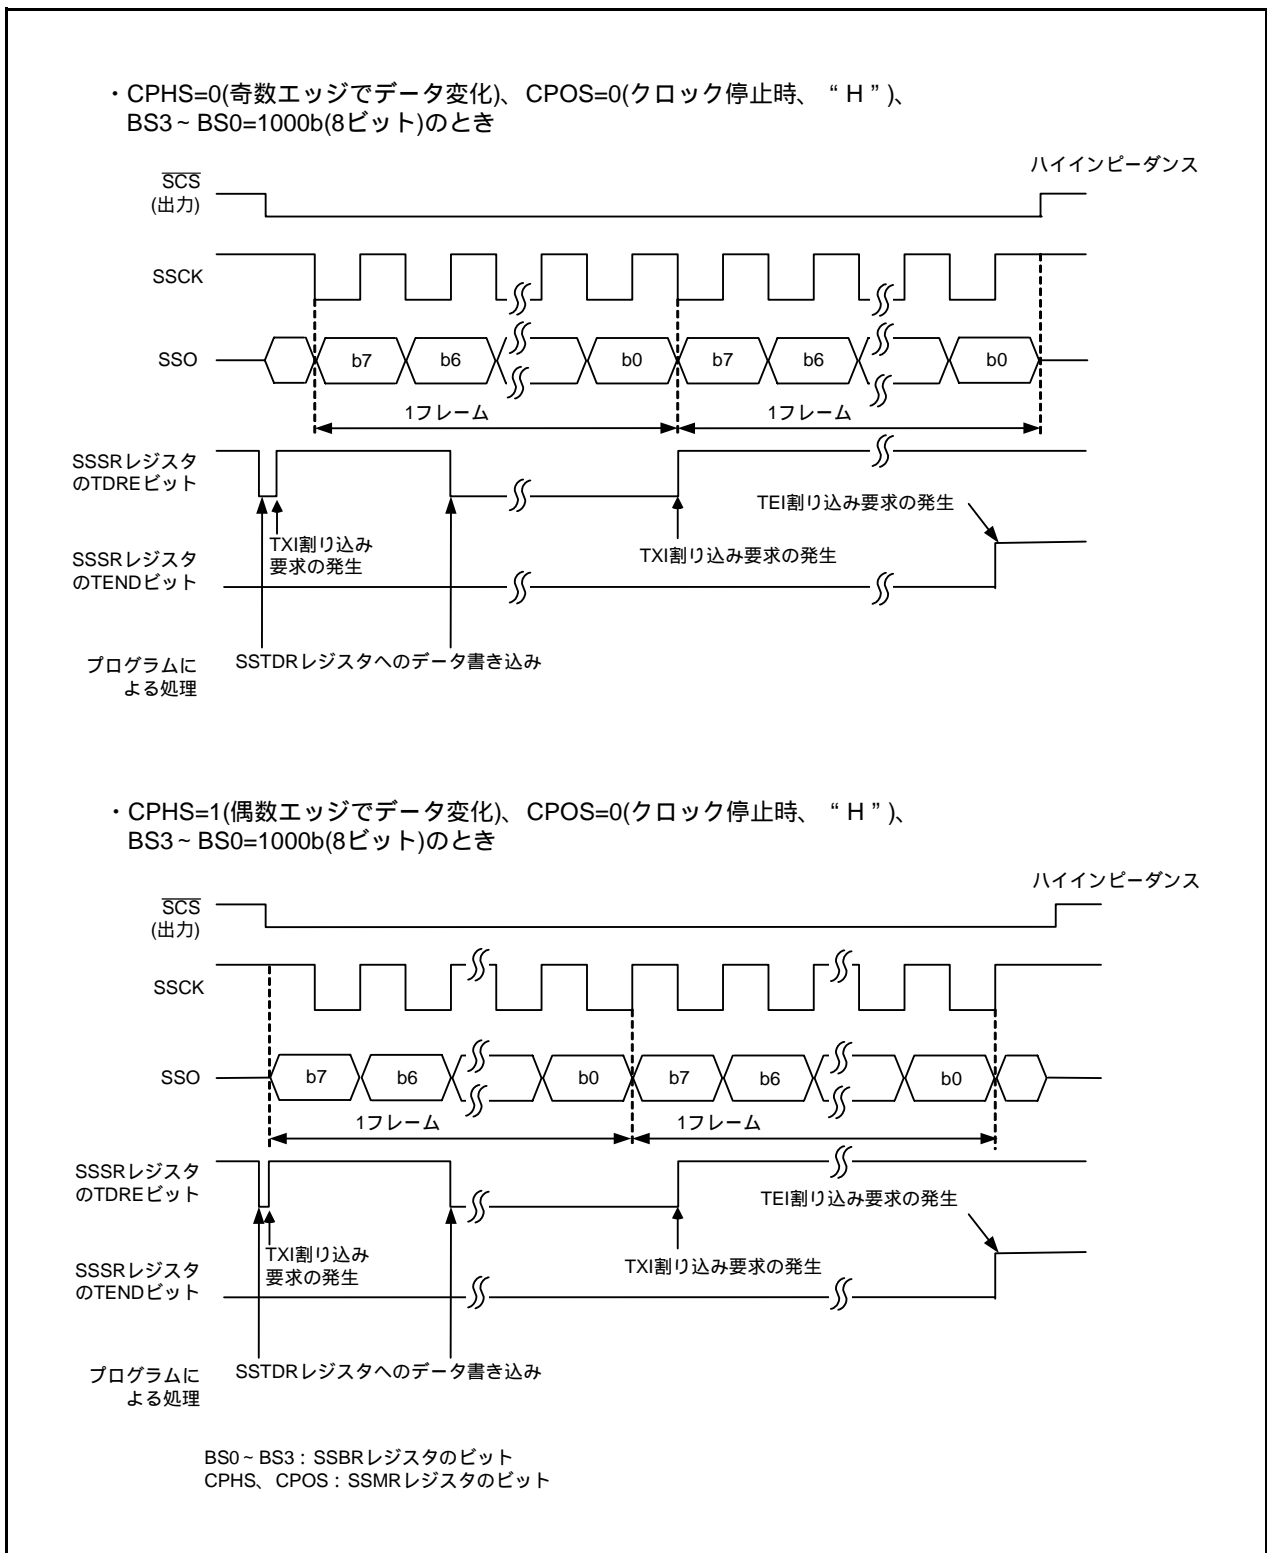 ・CPHS=0(奇数エッジでデータ変化)、CPOS=0(クロック停止時、“H”)、
BS3~BS0=1000b(8ビット)のとき
ハイインピーダンス
SCS
(出力)
SSCK
SSO
b7
b6
b0
b7
b6
b0
1フレーム
1フレーム
SSSRレジスタ
のTDREビット
TEI割り込み要求の発生
TXI割り込み
要求の発生
TXI割り込み要求の発生
SSSRレジスタ
のTENDビット
SSTDRレジスタへのデータ書き込み
プログラムに
よる処理
・CPHS=1(偶数エッジでデータ変化)、CPOS=0(クロック停止時、“H”)、
BS3~BS0=1000b(8ビット)のとき
ハイインピーダンス
SCS
(出力)
SSCK
SSO
b7
b6
b0
b7
b6
b0
1フレーム
1フレーム
SSSRレジスタ
のTDREビット
TEI割り込み要求の発生
TXI割り込み
要求の発生
TXI割り込み要求の発生
SSSRレジスタ
のTENDビット
SSTDRレジスタへのデータ書き込み
プログラムに
よる処理
BS0~BS3:SSBRレジスタのビット
CPHS、CPOS:SSMRレジスタのビット